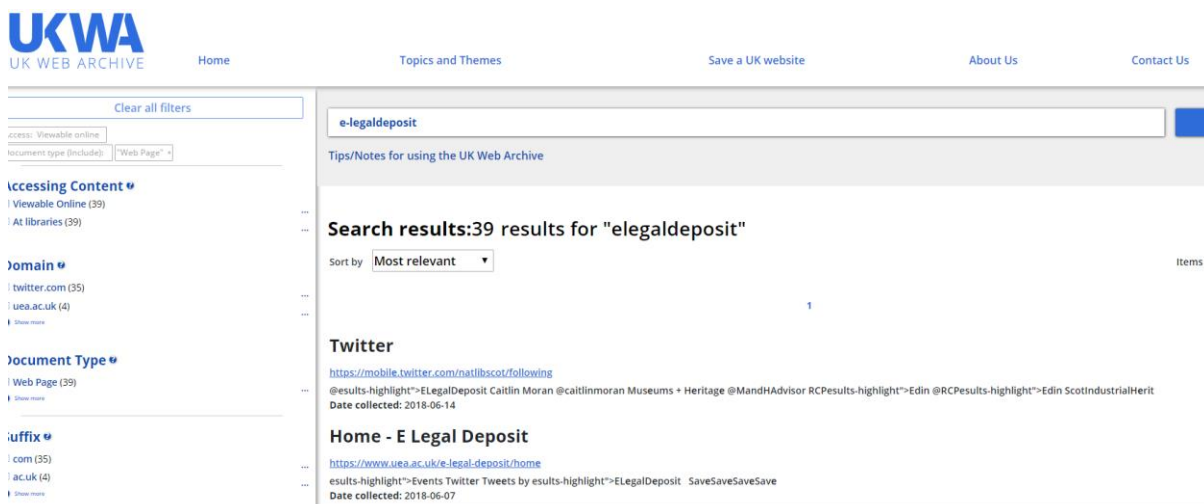 UKWA
UK WEB ARCHIVE
Home
Topics and Themes
Save a UK website
About Us
Contact Us
Clear all filters
ccess: Viewable online
ocument type (Include): "Web Page"
Accessing Content
Viewable Online (39)
At libraries (39)
...
...
Domain
twitter.com (35)
uea.ac.uk (4)
Show more
...
...
Document Type
Web Page (39)
Show more
...
uffix
com (35)
ac.uk (4)
Show more
...
...
e-legaldeposit
Tips/Notes for using the UK Web Archive
Search results:39 results for "elegaldeposit"
Sort by Most relevant
Items
1
Twitter
https://mobile.twitter.com/natlibscot/following
@esults-highlight">ELegalDeposit Caitlin Moran @caitlinmoran Museums + Heritage @MandHAdvisor RCPesults-highlight">Edin @RCPesults-highlight">Edin ScotIndustrialHerit
Date collected: 2018-06-14
Home - E Legal Deposit
https://www.uea.ac.uk/e-legal-deposit/home
esults-highlight">Events Twitter Tweets by esults-highlight">ELegalDeposit SaveSaveSaveSave
Date collected: 2018-06-07